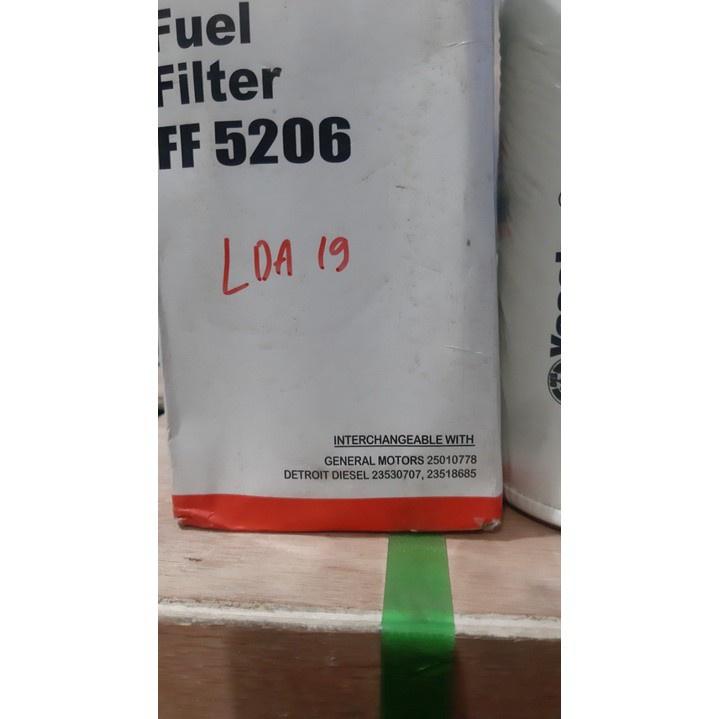 Fuel
Filter
FF 5206
LDA 19
INTERCHANGEABLE WITH
GENERAL MOTORS 25010778
DETROIT DIESEL 23530707, 23518685